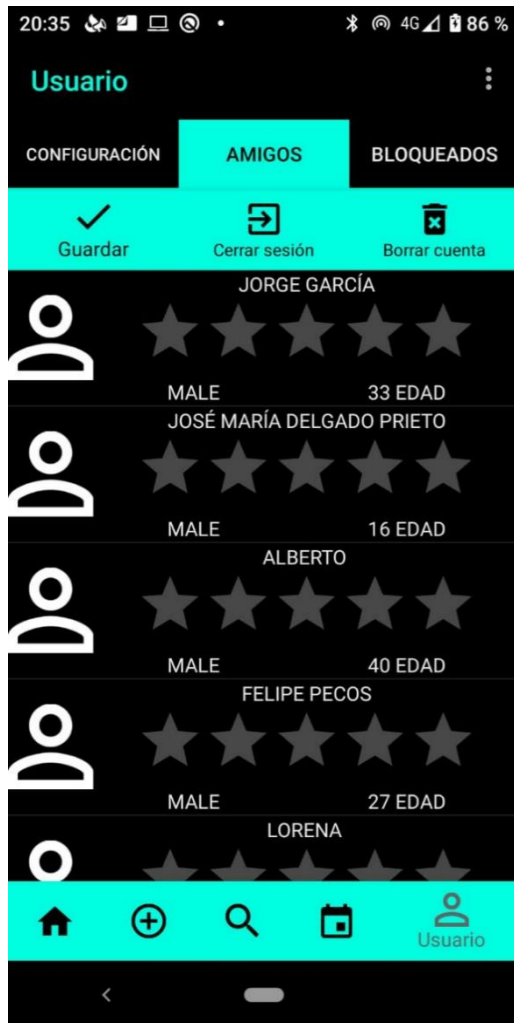 20:35 4G 86 %
Usuario
CONFIGURACIÓN AMIGOS BLOQUEADOS
Guardar Cerrar sesión Borrar cuenta
JORGE GARCÍA
MALE 33 EDAD
JOSÉ MARÍA DELGADO PRIETO
MALE 16 EDAD
ALBERTO
MALE 40 EDAD
FELIPE PECOS
MALE 27 EDAD
LORENA
Usuario